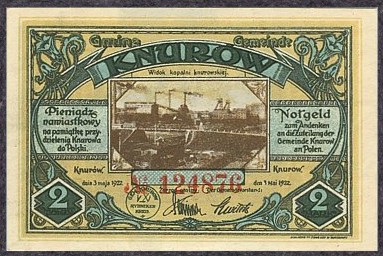 Gmina Gemeinde
KNURÓW
Widok kopalni knurowskiej.
Pieniądz
namiastkowy
na pamiątkę przy-
dzielenia Knurowa
do Polski.
Notgeld
zum Andenken
an die Zuteilung der
Gemeinde Knurow
an Polen.
Knurów, Knurow,
dnia 3 maja 1922. den 3 Mai 1922.
№ 124876
2 2